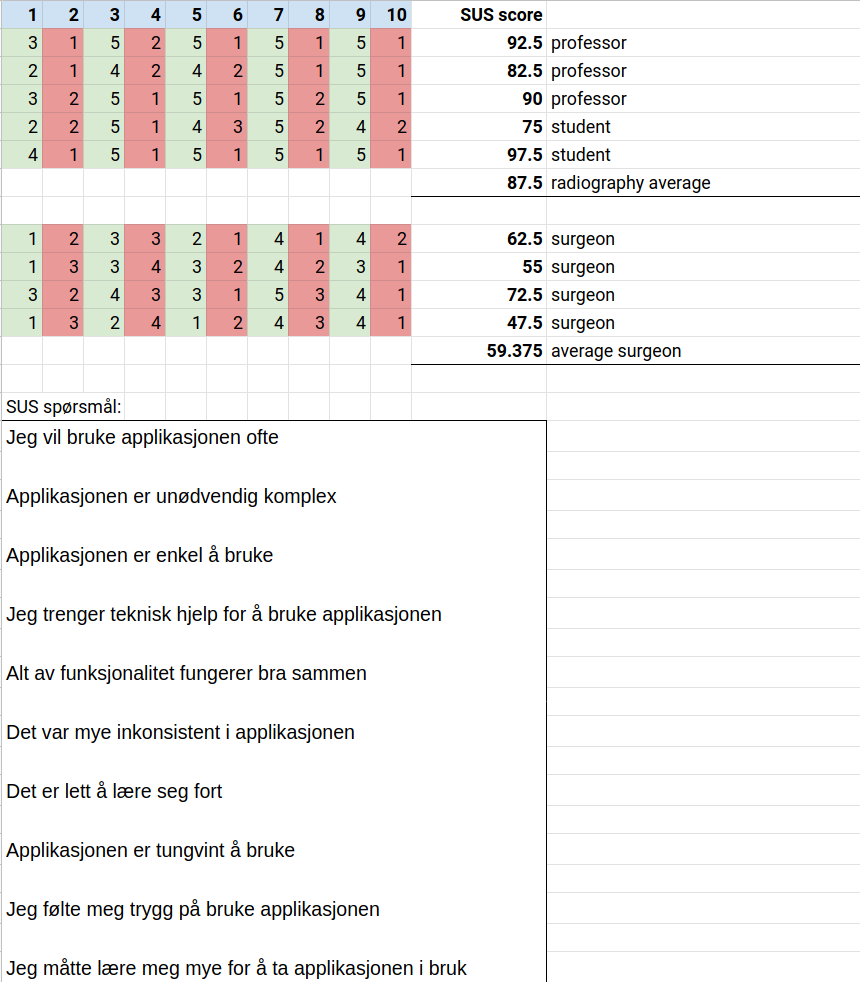 1 2 3 4 5 6 7 8 9 10 SUS score
3 1 5 2 5 1 5 1 5 1 92.5 professor
2 1 4 2 4 2 5 1 5 1 82.5 professor
3 2 5 1 5 1 5 2 5 1 90 professor
2 2 5 1 4 3 5 2 4 2 75 student
4 1 5 1 5 1 5 1 5 1 97.5 student
87.5 radiography average
1 2 3 3 2 1 4 1 4 2 62.5 surgeon
1 3 3 4 3 2 4 2 3 1 55 surgeon
3 2 4 3 3 1 5 3 4 1 72.5 surgeon
1 3 2 4 1 2 4 3 4 1 47.5 surgeon
59.375 average surgeon
SUS spørsmål:
Jeg vil bruke applikasjonen ofte
Applikasjonen er unødvendig komplex
Applikasjonen er enkel å bruke
Jeg trenger teknisk hjelp for å bruke applikasjonen
Alt av funksjonalitet fungerer bra sammen
Det var mye inkonsistent i applikasjonen
Det er lett å lære seg fort
Applikasjonen er tungvint å bruke
Jeg følte meg trygg på bruke applikasjonen
Jeg måtte lære meg mye for å ta applikasjonen i bruk